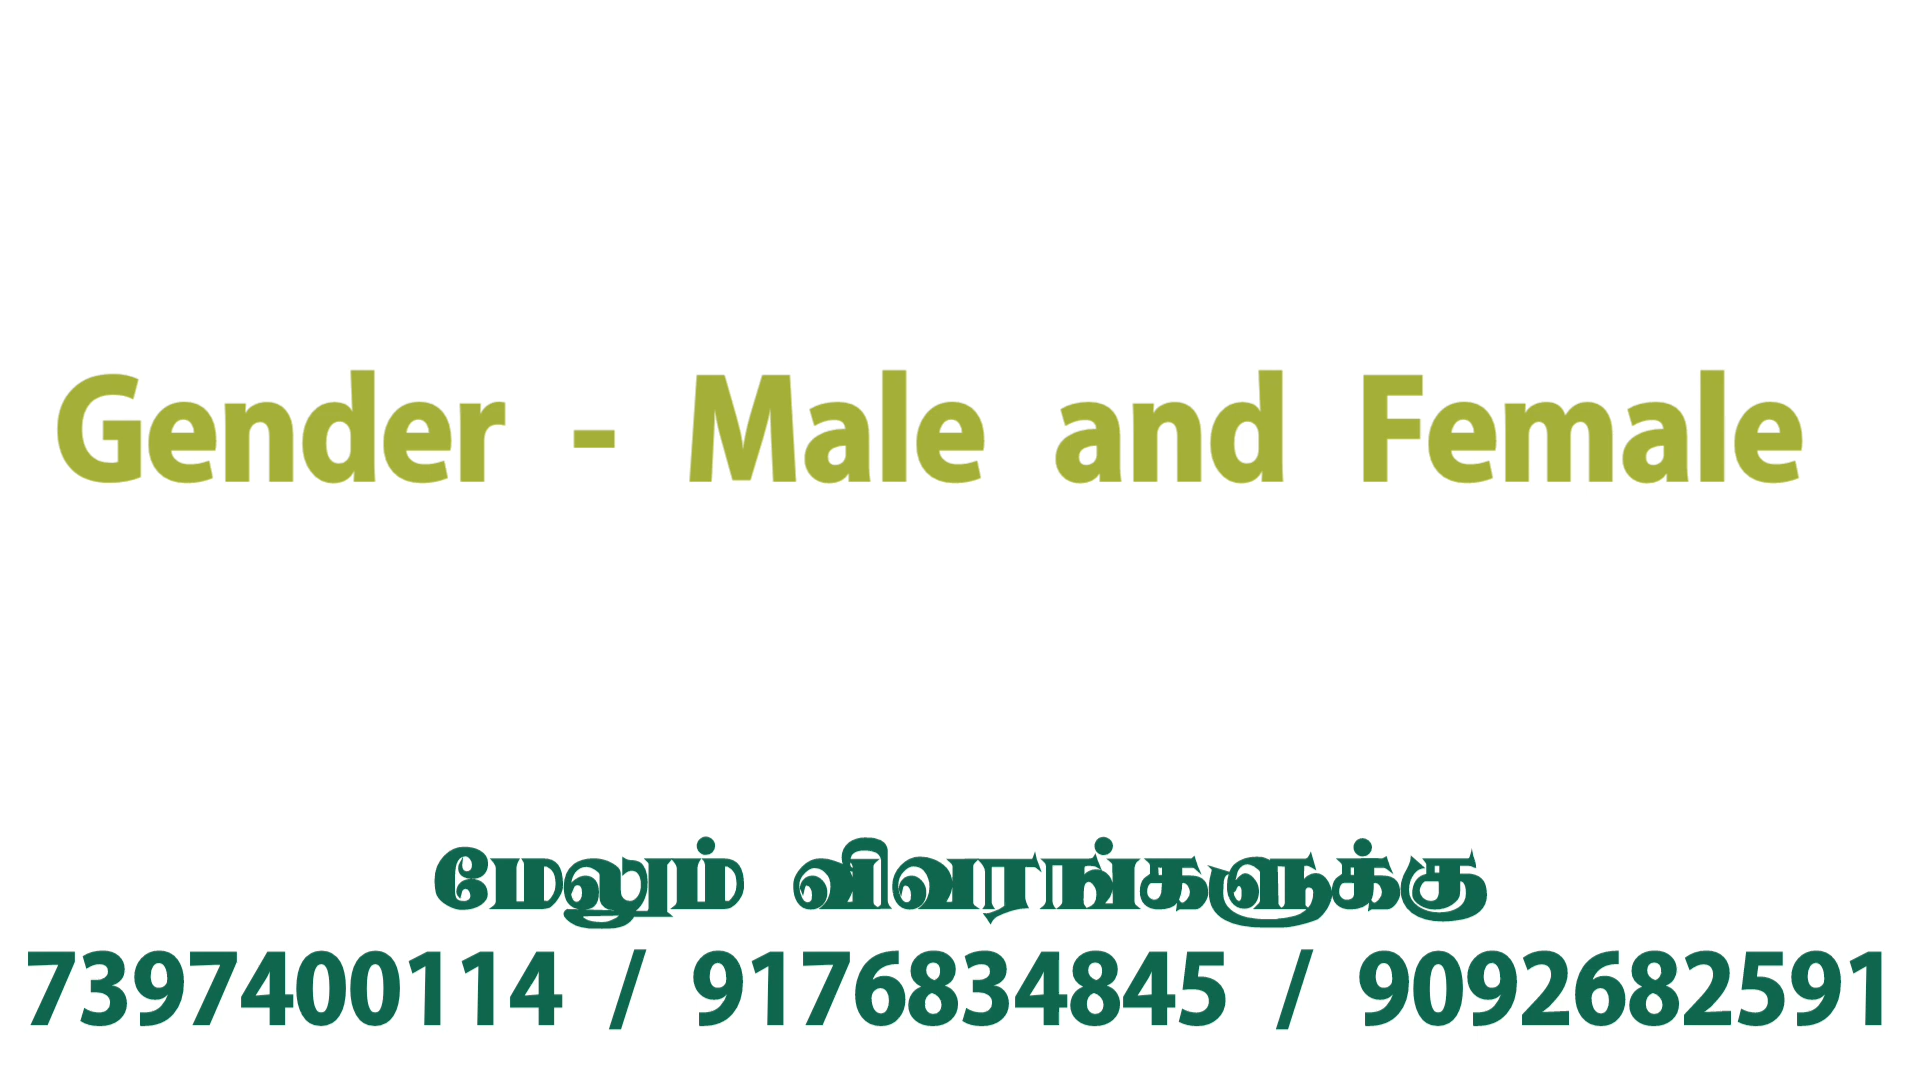 Gender - Male and Female
மேலும் விவரங்களுக்கு
7397400114 / 9176834845 / 9092682591